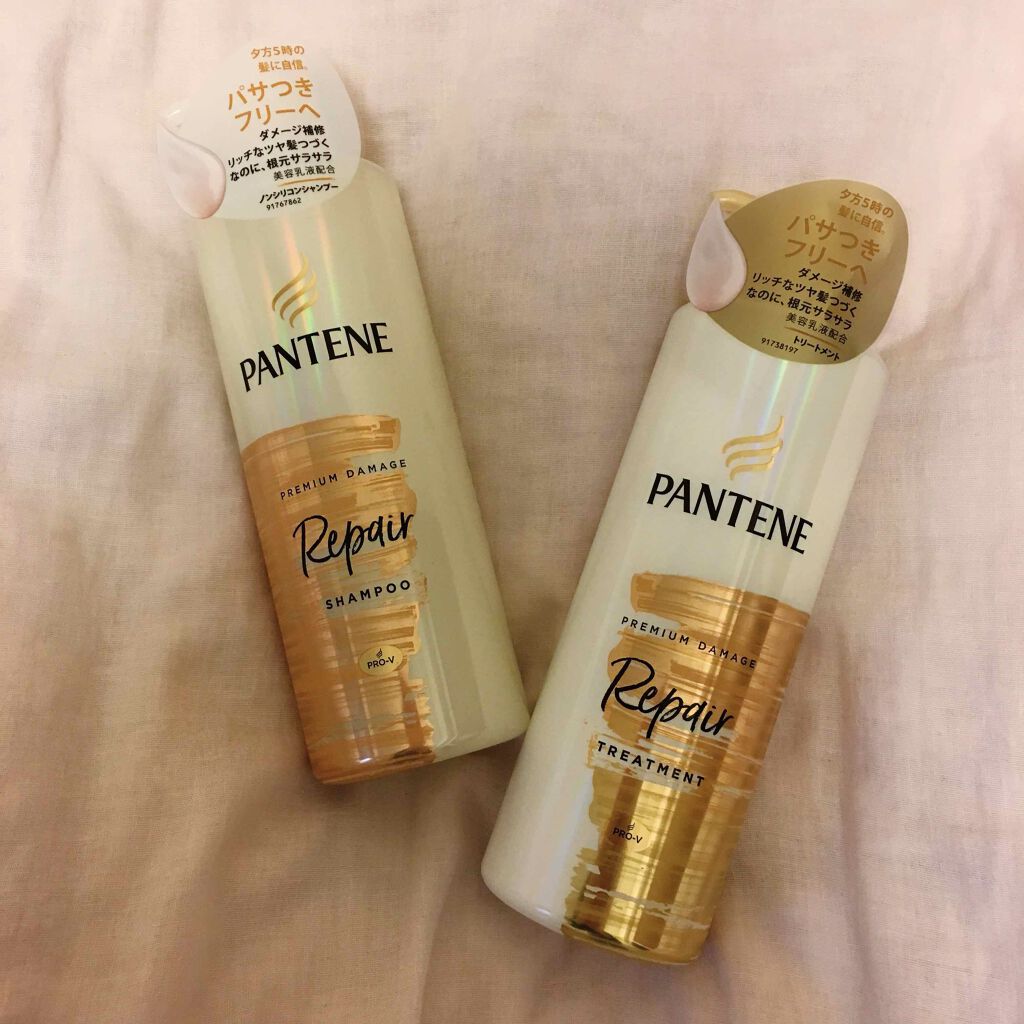 夕方5時の
髪に自信。
パサつき
フリーへ
ダメージ補修
リッチなツヤ髪つづく
なのに、根元サラサラ
美容乳液配合
ノンシリコンシャンプー
91767862
PANTENE
PREMIUM DAMAGE
Repair
SHAMPOO
PRO-V
夕方5時の
髪に自信。
パサつき
フリーへ
ダメージ補修
リッチなツヤ髪つづく
なのに、根元サラサラ
美容乳液配合
トリートメント
91738197
PANTENE
PREMIUM DAMAGE
Repair
TREATMENT
PRO-V